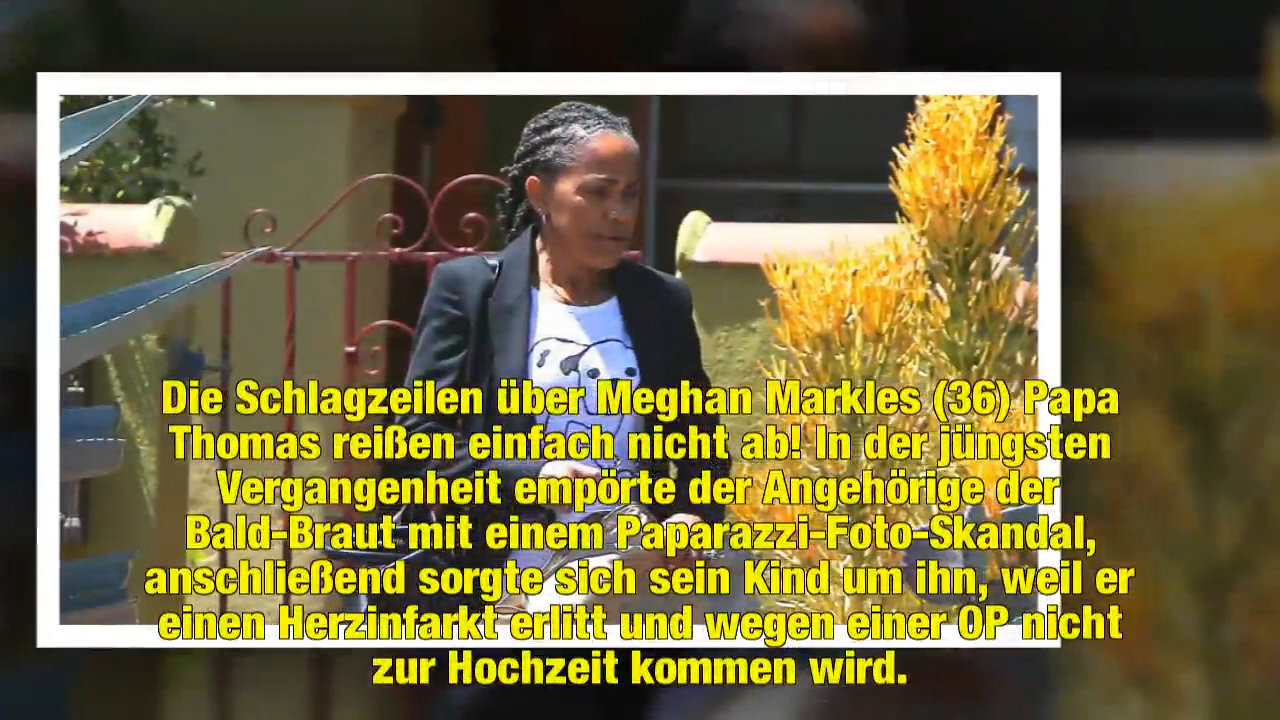 Die Schlagzeilen über Meghan Markles (36) Papa
Thomas reißen einfach nicht ab! In der jüngsten
Vergangenheit empörte der Angehörige der
Bald-Braut mit einem Paparazzi-Foto-Skandal,
anschließend sorgte sich sein Kind um ihn, weil er
einen Herzinfarkt erlitt und wegen einer OP nicht
zur Hochzeit kommen wird.